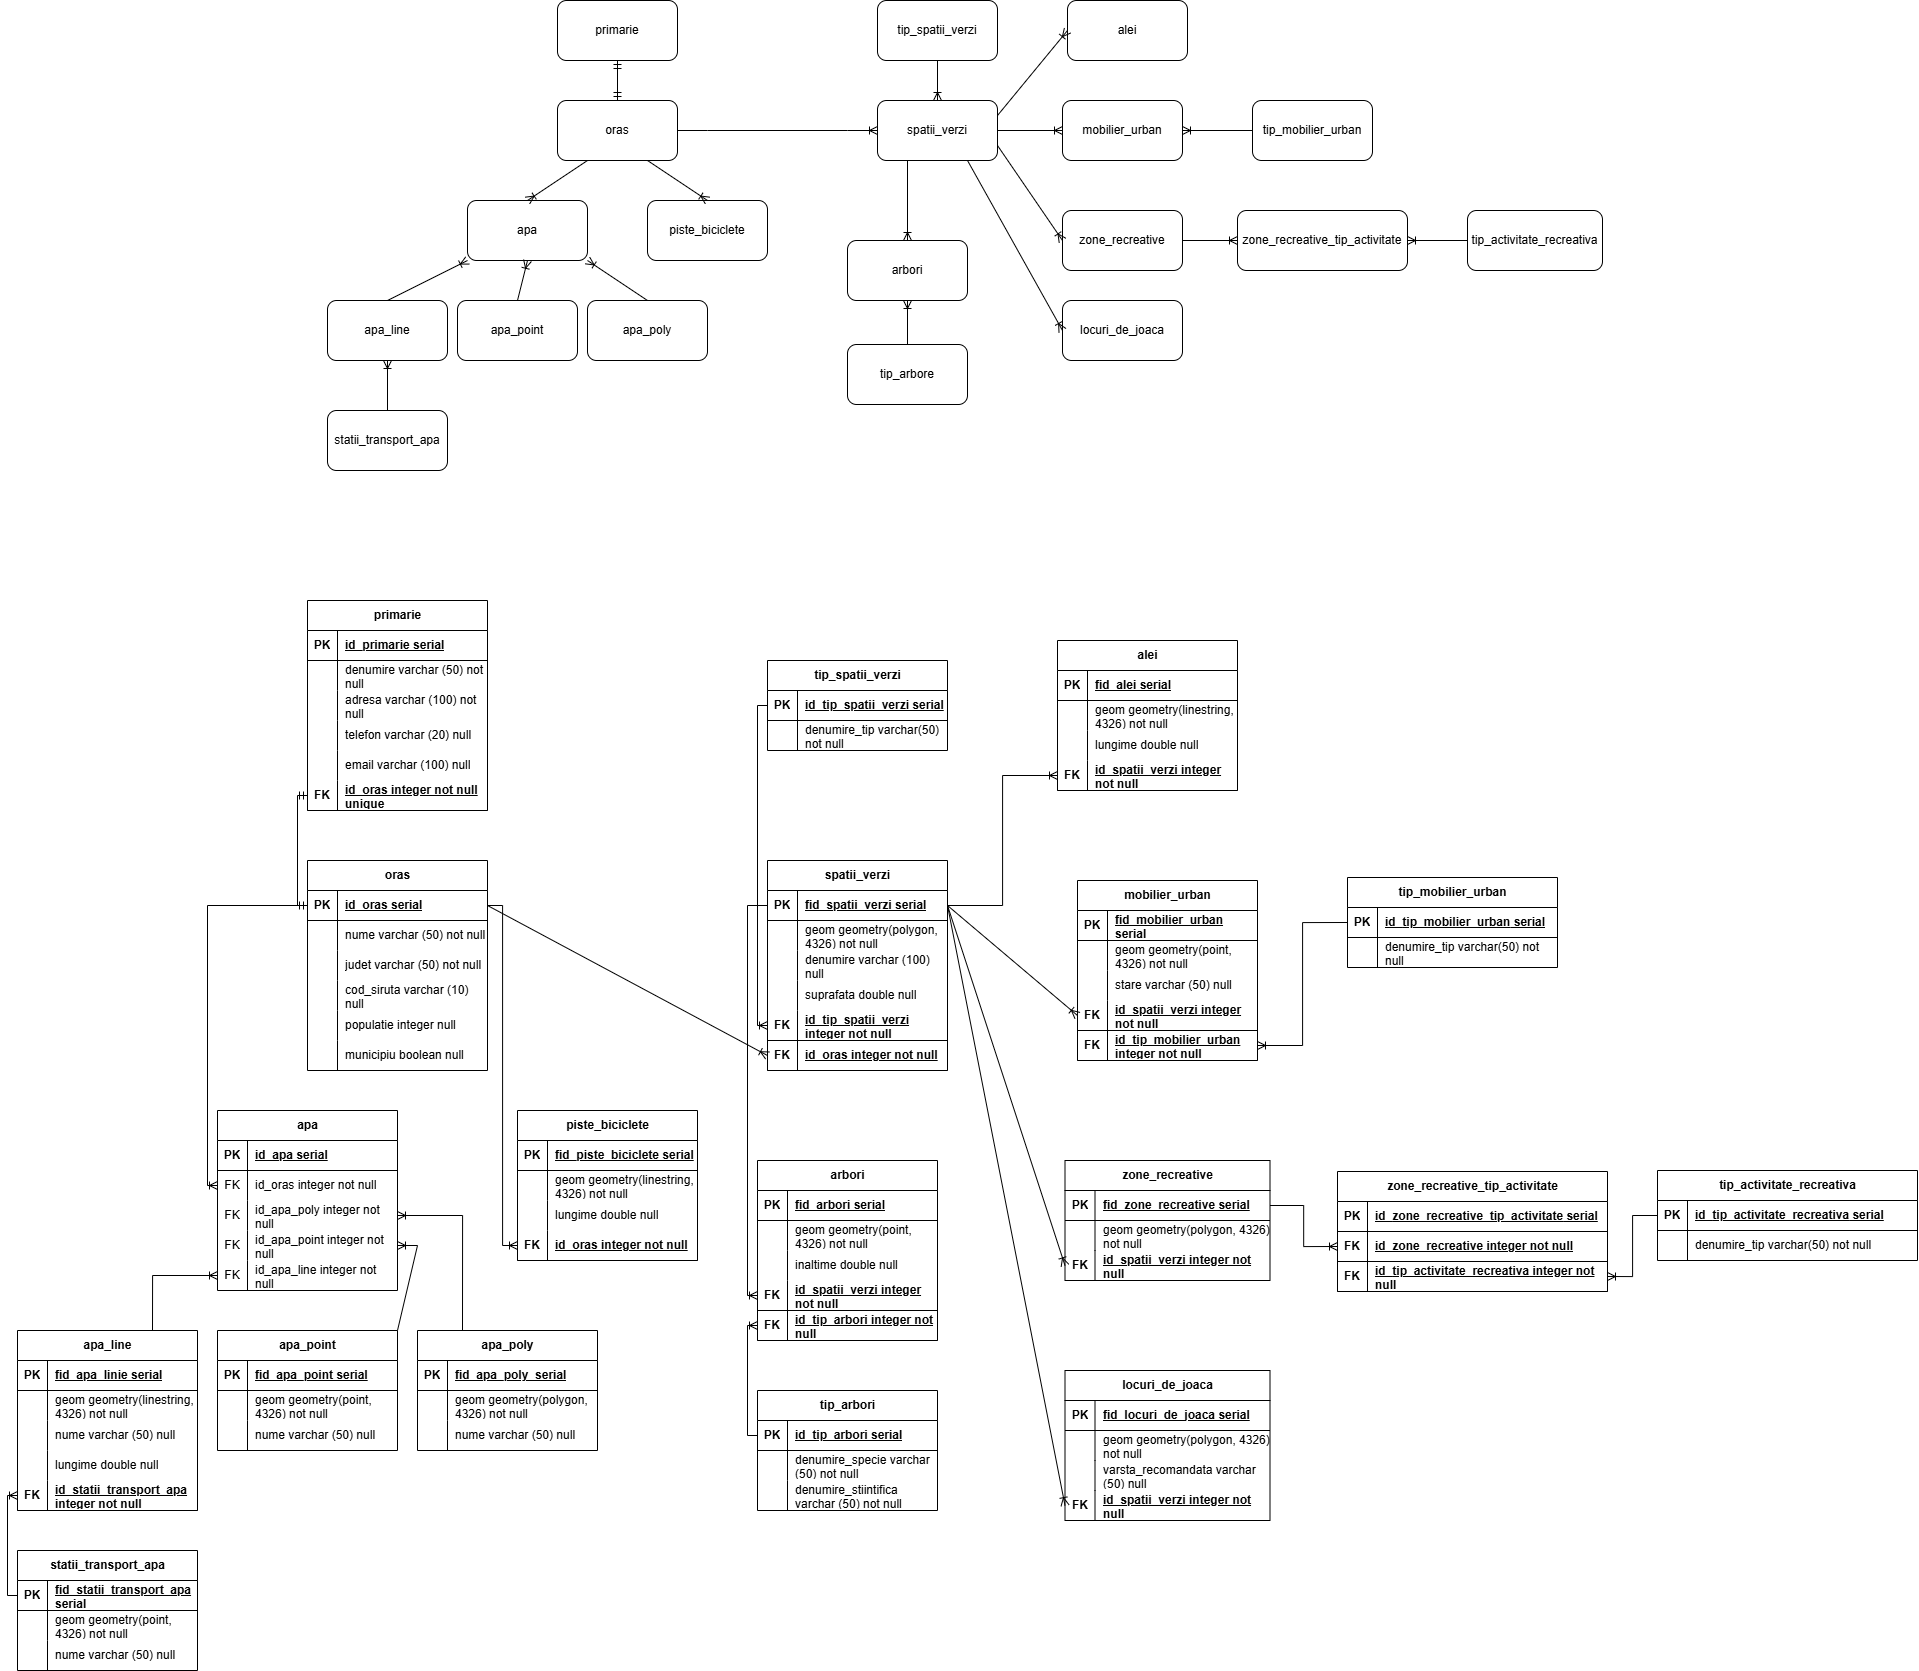 primarie
tip_spatii_verzi
alei
oras
spatii_verzi
mobilier_urban
tip_mobilier_urban
apa
piste_biciclete
zone_recreative
zone_recreative_tip_activitate
tip_activitate_recreativa
arbori
apa_line
apa_point
apa_poly
locuri_de_joaca
tip_arbore
statii_transport_apa
primarie
PK
id_primarie serial
denumire varchar (50) not
null
adresa varchar (100) not
null
telefon varchar (20) null
email varchar (100) null
FK
id_oras integer not null
unique
tip_spatii_verzi
PK
id_tip_spatii_verzi serial
denumire_tip varchar(50)
not null
alei
PK
fid_alei serial
geom geometry(linestring,
4326) not null
lungime double null
FK
id_spatii_verzi integer
not null
oras
PK
id_oras serial
nume varchar (50) not null
judet varchar (50) not null
cod_siruta varchar (10)
null
populatie integer null
municipiu boolean null
spatii_verzi
PK
fid_spatii_verzi serial
geom geometry(polygon,
4326) not null
denumire varchar (100)
null
suprafata double null
FK
id_tip_spatii_verzi
integer not null
FK
id_oras integer not null
mobilier_urban
PK
fid_mobilier_urban
serial
geom geometry(point,
4326) not null
stare varchar (50) null
FK
id_spatii_verzi integer
not null
FK
id_tip_mobilier_urban
integer not null
tip_mobilier_urban
PK
id_tip_mobilier_urban serial
denumire_tip varchar(50) not
null
apa
PK
id_apa serial
FK
id_oras integer not null
FK
id_apa_poly integer not
null
FK
id_apa_point integer not
null
FK
id_apa_line integer not
null
piste_biciclete
PK
fid_piste_biciclete serial
geom geometry(linestring,
4326) not null
lungime double null
FK
id_oras integer not null
arbori
PK
fid_arbori serial
geom geometry(point,
4326) not null
inaltime double null
FK
id_spatii_verzi integer
not null
FK
id_tip_arbori integer not
null
zone_recreative
PK
fid_zone_recreative serial
geom geometry(polygon, 4326)
not null
FK
id_spatii_verzi integer not
null
zone_recreative_tip_activitate
PK
id_zone_recreative_tip_activitate serial
FK
id_zone_recreative integer not null
FK
id_tip_activitate_recreativa integer not
null
tip_activitate_recreativa
PK
id_tip_activitate_recreativa serial
denumire_tip varchar(50) not null
apa_line
PK
fid_apa_linie serial
geom geometry(linestring,
4326) not null
nume varchar (50) null
lungime double null
FK
id_statii_transport_apa
integer not null
apa_point
PK
fid_apa_point serial
geom geometry(point,
4326) not null
nume varchar (50) null
apa_poly
PK
fid_apa_poly_serial
geom geometry(polygon,
4326) not null
nume varchar (50) null
tip_arbori
PK
id_tip_arbori serial
denumire_specie varchar
(50) not null
denumire_stiintifica
varchar (50) not null
locuri_de_joaca
PK
fid_locuri_de_joaca serial
geom geometry(polygon, 4326)
not null
varsta_recomandata varchar
(50) null
FK
id_spatii_verzi integer not
null
statii_transport_apa
PK
fid_statii_transport_apa
serial
geom geometry(point,
4326) not null
nume varchar (50) null